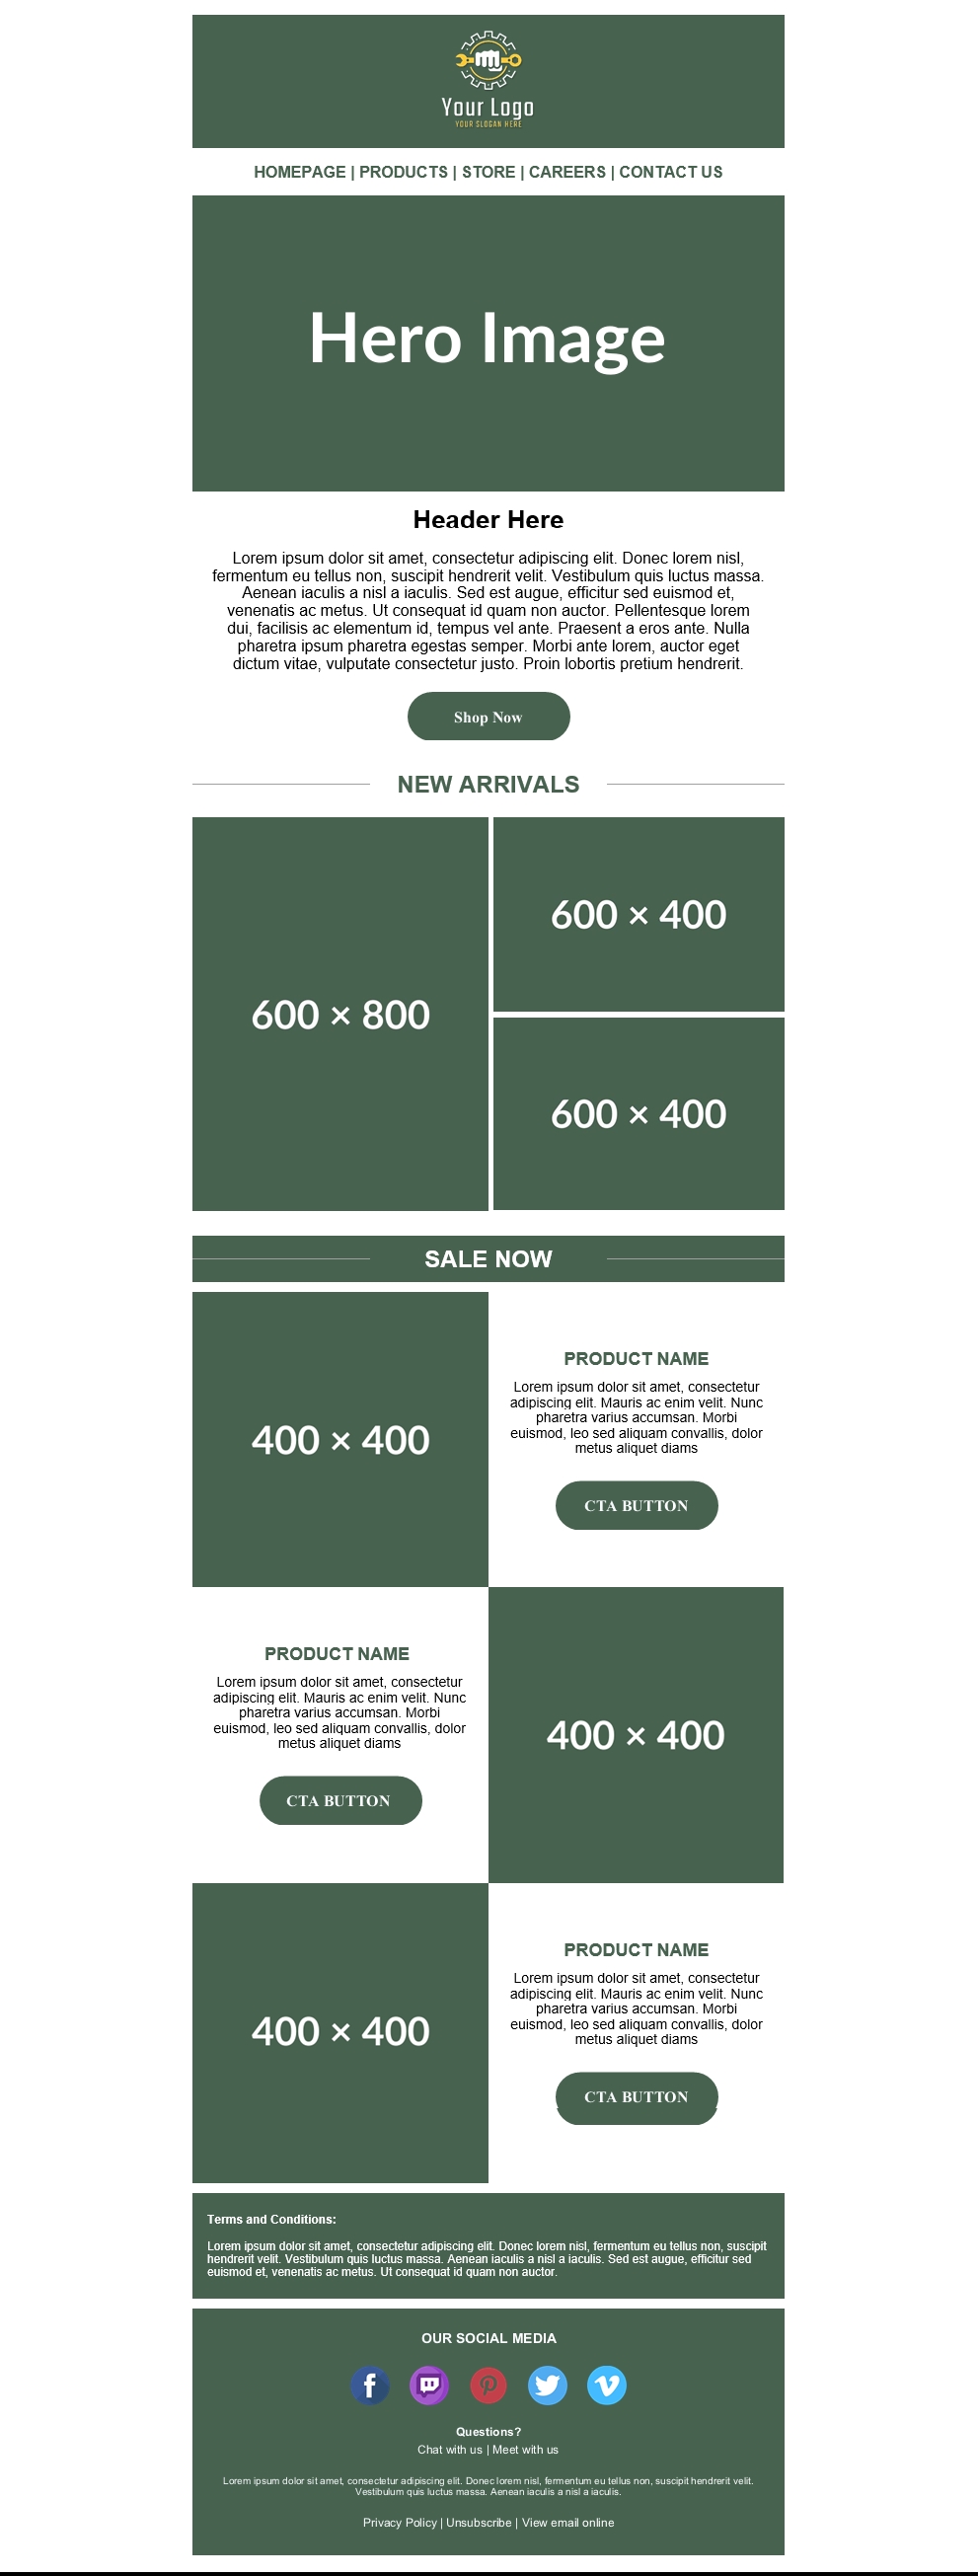 Your Logo
YOUR SLOGAN HERE
HOMEPAGE | PRODUCTS | STORE | CAREERS | CONTACT US
Hero Image
Header Here
Lorem ipsum dolor sit amet, consectetur adipiscing elit. Donec lorem nisl,
fermentum eu tellus non, suscipit hendrerit velit. Vestibulum quis luctus massa.
Aenean iaculis a nisl a iaculis. Sed est augue, efficitur sed euismod et,
venenatis ac metus. Ut consequat id quam non auctor. Pellentesque lorem
dui, facilisis ac elementum id, tempus vel ante. Praesent a eros ante. Nulla
pharetra ipsum pharetra egestas semper. Morbi ante lorem, auctor eget
dictum vitae, vulputate consectetur justo. Proin lobortis pretium hendrerit.
Shop Now
NEW ARRIVALS
600 × 800
600 × 400
600 × 400
SALE NOW
400 × 400
PRODUCT NAME
Lorem ipsum dolor sit amet, consectetur
adipiscing elit. Mauris ac enim velit. Nunc
pharetra varius accumsan. Morbi
euismod, leo sed aliquam convallis, dolor
metus aliquet diams
CTA BUTTON
PRODUCT NAME
Lorem ipsum dolor sit amet, consectetur
adipiscing elit. Mauris ac enim velit. Nunc
pharetra varius accumsan. Morbi
euismod, leo sed aliquam convallis, dolor
metus aliquet diams
CTA BUTTON
400 × 400
400 × 400
PRODUCT NAME
Lorem ipsum dolor sit amet, consectetur
adipiscing elit. Mauris ac enim velit. Nunc
pharetra varius accumsan. Morbi
euismod, leo sed aliquam convallis, dolor
metus aliquet diams
CTA BUTTON
Terms and Conditions:
Lorem ipsum dolor sit amet, consectetur adipiscing elit. Donec lorem nisl, fermentum eu tellus non, suscipit
hendrerit velit. Vestibulum quis luctus massa. Aenean iaculis a nisl a iaculis. Sed est augue, efficitur sed
euismod et, venenatis ac metus. Ut consequat id quam non auctor.
OUR SOCIAL MEDIA
Questions?
Chat with us | Meet with us
Lorem ipsum dolor sit amet, consectetur adipiscing elit. Donec lorem nisl, fermentum eu tellus non, suscipit hendrerit velit.
Vestibulum quis luctus massa. Aenean iaculis a nisl a iaculis.
Privacy Policy | Unsubscribe | View email online